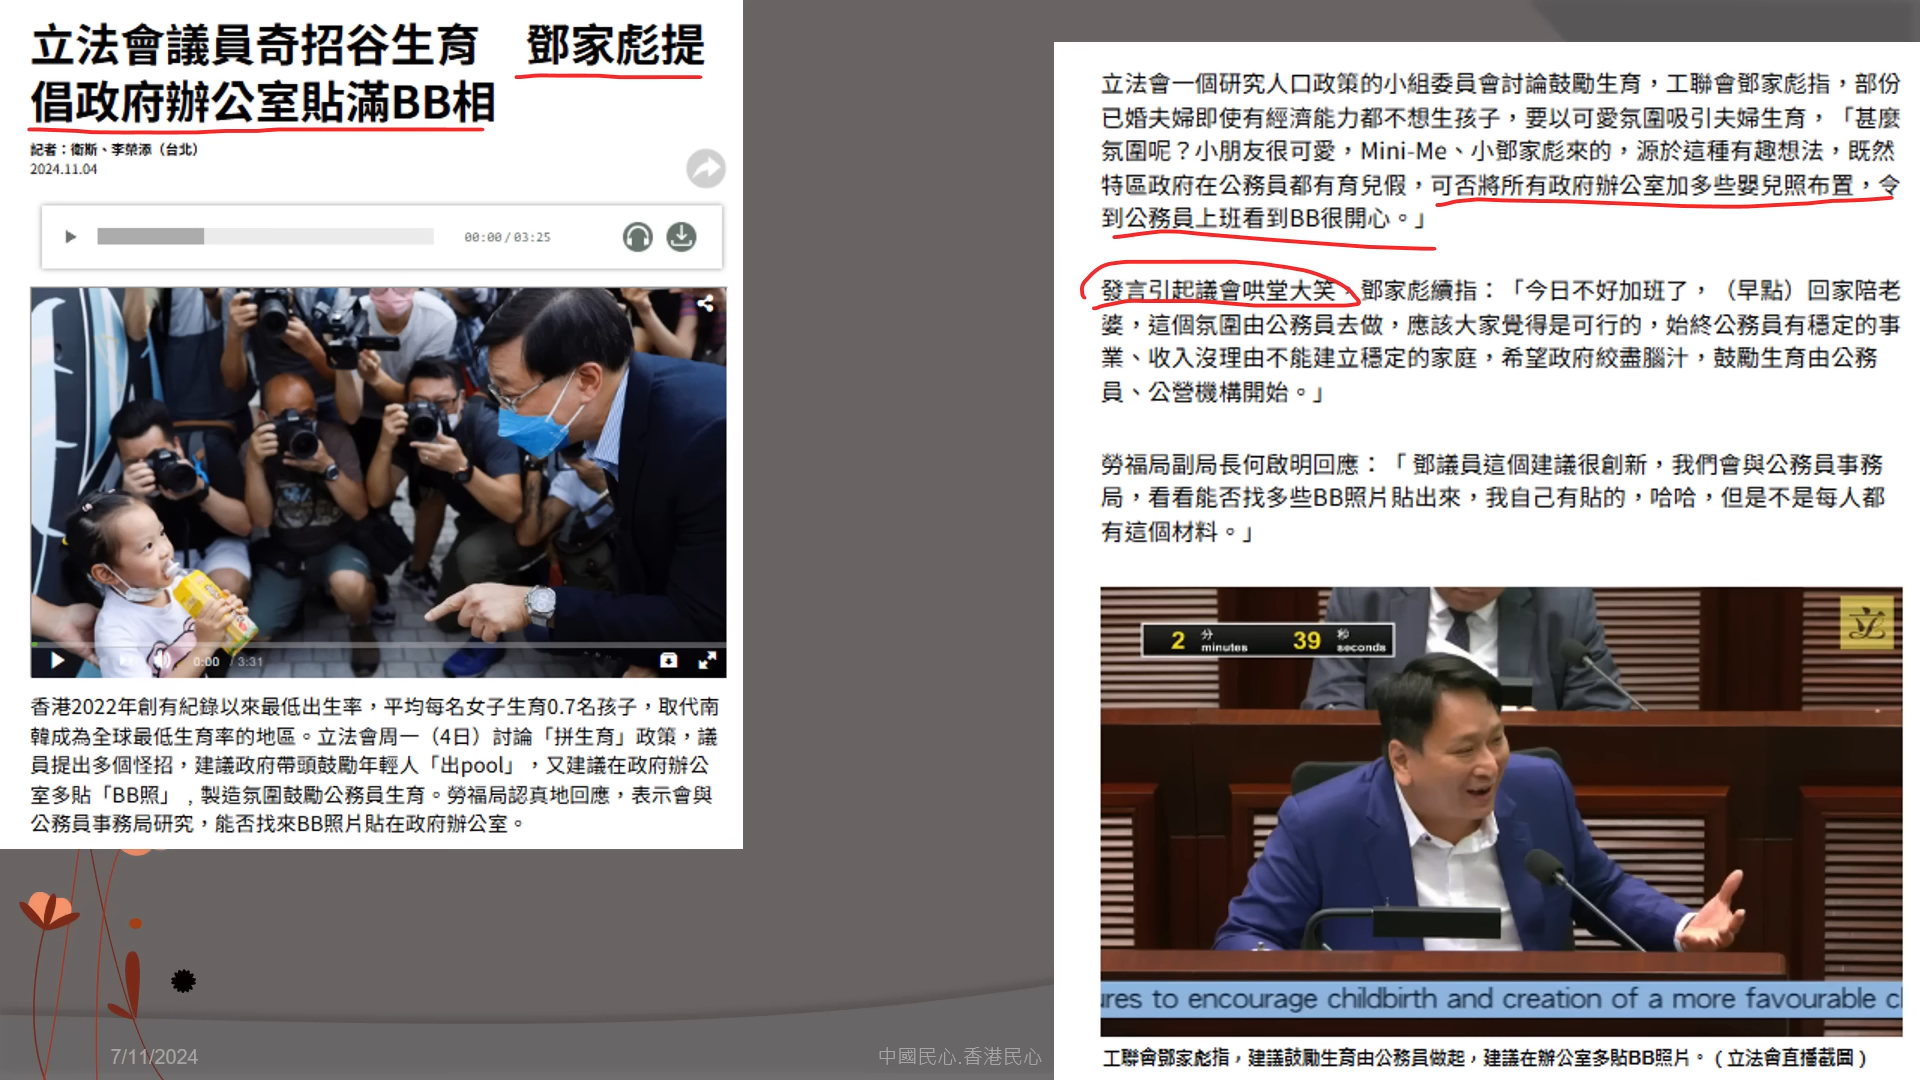 立法會議員奇招谷生育　鄧家彪提
倡政府辦公室貼滿BB相
記者：衛斯、李榮添（台北）
2024.11.04
00:00/03:25
0:00 / 3:31
香港2022年創有紀錄以來最低出生率，平均每名女子生育0.7名孩子，取代南
韓成為全球最低生育率的地區。立法會周一（4日）討論「拼生育」政策，議
員提出多個怪招，建議政府帶頭鼓勵年輕人「出pool」，又建議在政府辦公
室多貼「BB照」，製造氛圍鼓勵公務員生育。勞福局認真地回應，表示會與
公務員事務局研究，能否找來BB照片貼在政府辦公室。
立法會一個研究人口政策的小組委員會討論鼓勵生育，工聯會鄧家彪指，部份
已婚夫婦即使有經濟能力都不想生孩子，要以可愛氛圍吸引夫婦生育，「甚麼
氛圍呢？小朋友很可愛，Mini-Me、小鄧家彪來的，源於這種有趣想法，既然
特區政府在公務員都有育兒假，可否將所有政府辦公室加多些嬰兒照布置，令
到公務員上班看到BB很開心。」
發言引起議會哄堂大笑，鄧家彪續指：「今日不好加班了，（早點）回家陪老
婆，這個氛圍由公務員去做，應該大家覺得是可行的，始終公務員有穩定的事
業、收入沒理由不能建立穩定的家庭，希望政府絞盡腦汁，鼓勵生育由公務
員、公營機構開始。」
勞福局副局長何啟明回應：「 鄧議員這個建議很創新，我們會與公務員事務
局，看看能否找多些BB照片貼出來，我自己有貼的，哈哈，但是不是每人都
有這個材料。」
2 分 minutes 39 秒 seconds
立
ures to encourage childbirth and creation of a more favourable c
工聯會鄧家彪指，建議鼓勵生育由公務員做起，建議在辦公室多貼BB照片。（立法會直播截圖）
7/11/2024
中國民心.香港民心